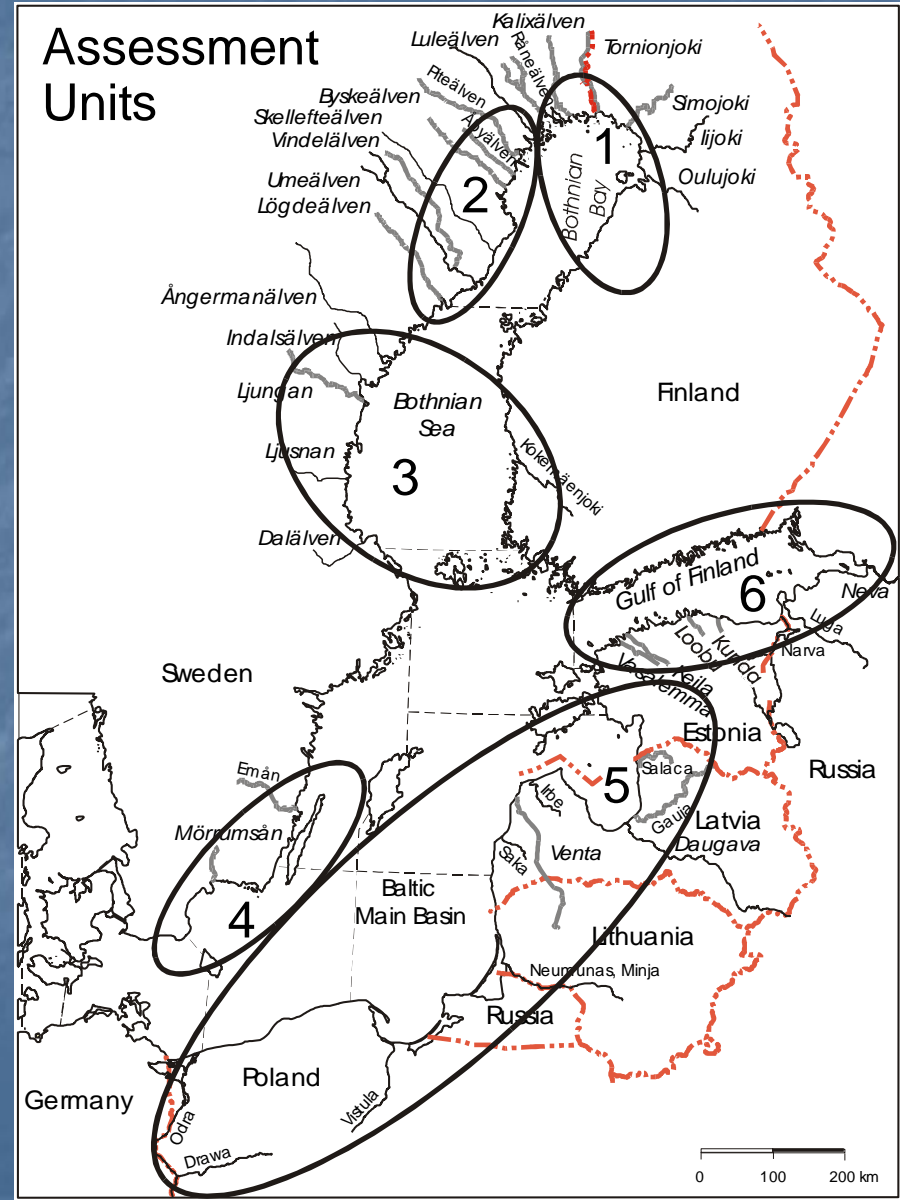 Assessment
Units
Kalixälven
Luleälven
Råneälven
Tornionjoki
Piteälven
Byskeälven
Åbyälven
Simojoki
Skellefteälven
Iijoki
Vindelälven
1
Bothnian
Bay
Oulujoki
Umeälven
2
Lögdeälven
Ångermanälven
Indalsälven
Ljungan
Bothnian
Sea
Finland
Ljusnan
3
Kokemäenjoki
Dalälven
Gulf of Finland
6
Neva
Luga
Narva
Kunda
Loobu
Keila
Vasalemma
Sweden
Estonia
Russia
Emån
5
Salaca
Irbe
Gauja
Latvia
Mörrumsån
Daugava
Saka
Venta
Baltic
Main Basin
4
Lithuania
Neumunas, Minja
Russia
Poland
Germany
Vistula
Odra
Drawa
0 100 200 km